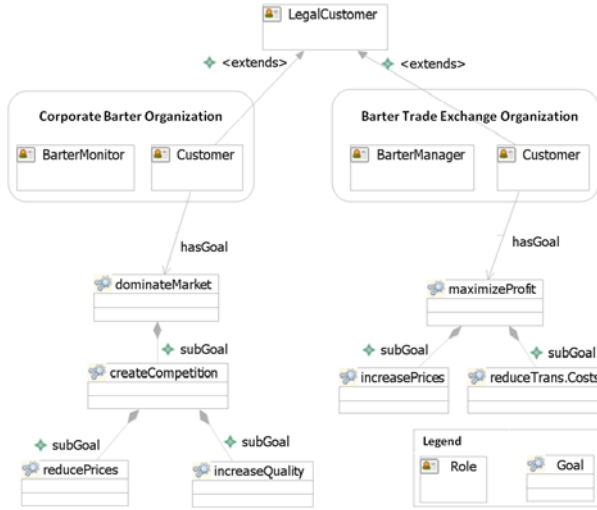 LegalCustomer
<extends>
<extends>
Corporate Barter Organization
Barter Trade Exchange Organization
BarterMonitor
Customer
BarterManager
Customer
hasGoal
hasGoal
dominateMarket
maximizeProfit
subGoal
subGoal
subGoal
createCompetition
increasePrices
reduceTrans.Costs
subGoal
subGoal
Legend
reducePrices
increaseQuality
Role
Goal